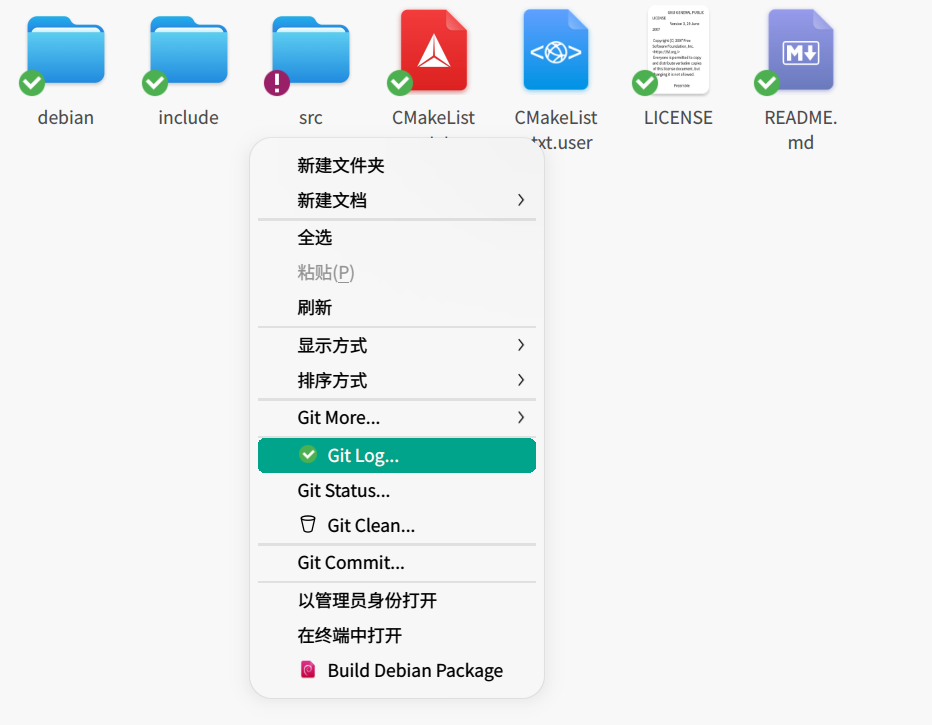 debian
include
src
CMakeList
CMakeList
LICENSE
README.
txt.user
md
新建文件夹
新建文档
全选
粘贴(P)
刷新
显示方式
排序方式
Git More...
Git Log...
Git Status...
Git Clean...
Git Commit...
以管理员身份打开
在终端中打开
Build Debian Package